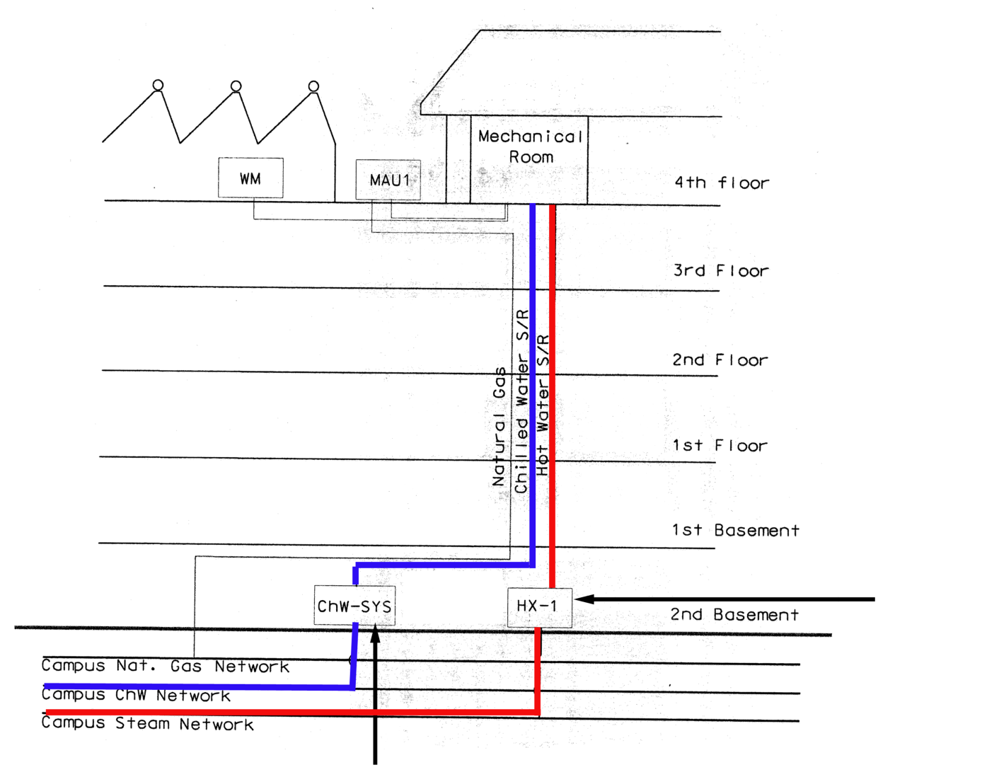 Mechanical
Room
WM
MAU1
4th floor
3rd Floor
2nd Floor
Natural Gas
Chilled Water S/R
Hot Water S/R
1st Floor
1st Basement
ChW-SYS
HX-1
2nd Basement
Campus Nat. Gas Network
Campus ChW Network
Campus Steam Network